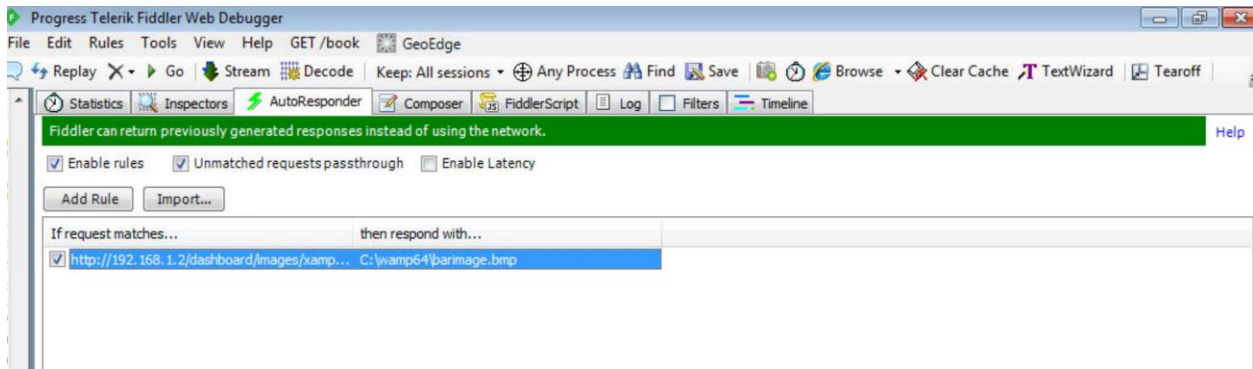 Progress Telerik Fiddler Web Debugger
File Edit Rules Tools View Help GET /book GeoEdge
Replay Go Stream Decode Keep: All sessions Any Process Find Save Browse Clear Cache TextWizard Tearoff
Statistics Inspectors AutoResponder Composer FiddlerScript Log Filters Timeline
Fiddler can return previously generated responses instead of using the network. Help
Enable rules Unmatched requests passthrough Enable Latency
Add Rule Import...
If request matches... then respond with...
http://192.168.1.2/dashboard/images/xamp... C:\wamp64\barimage.bmp